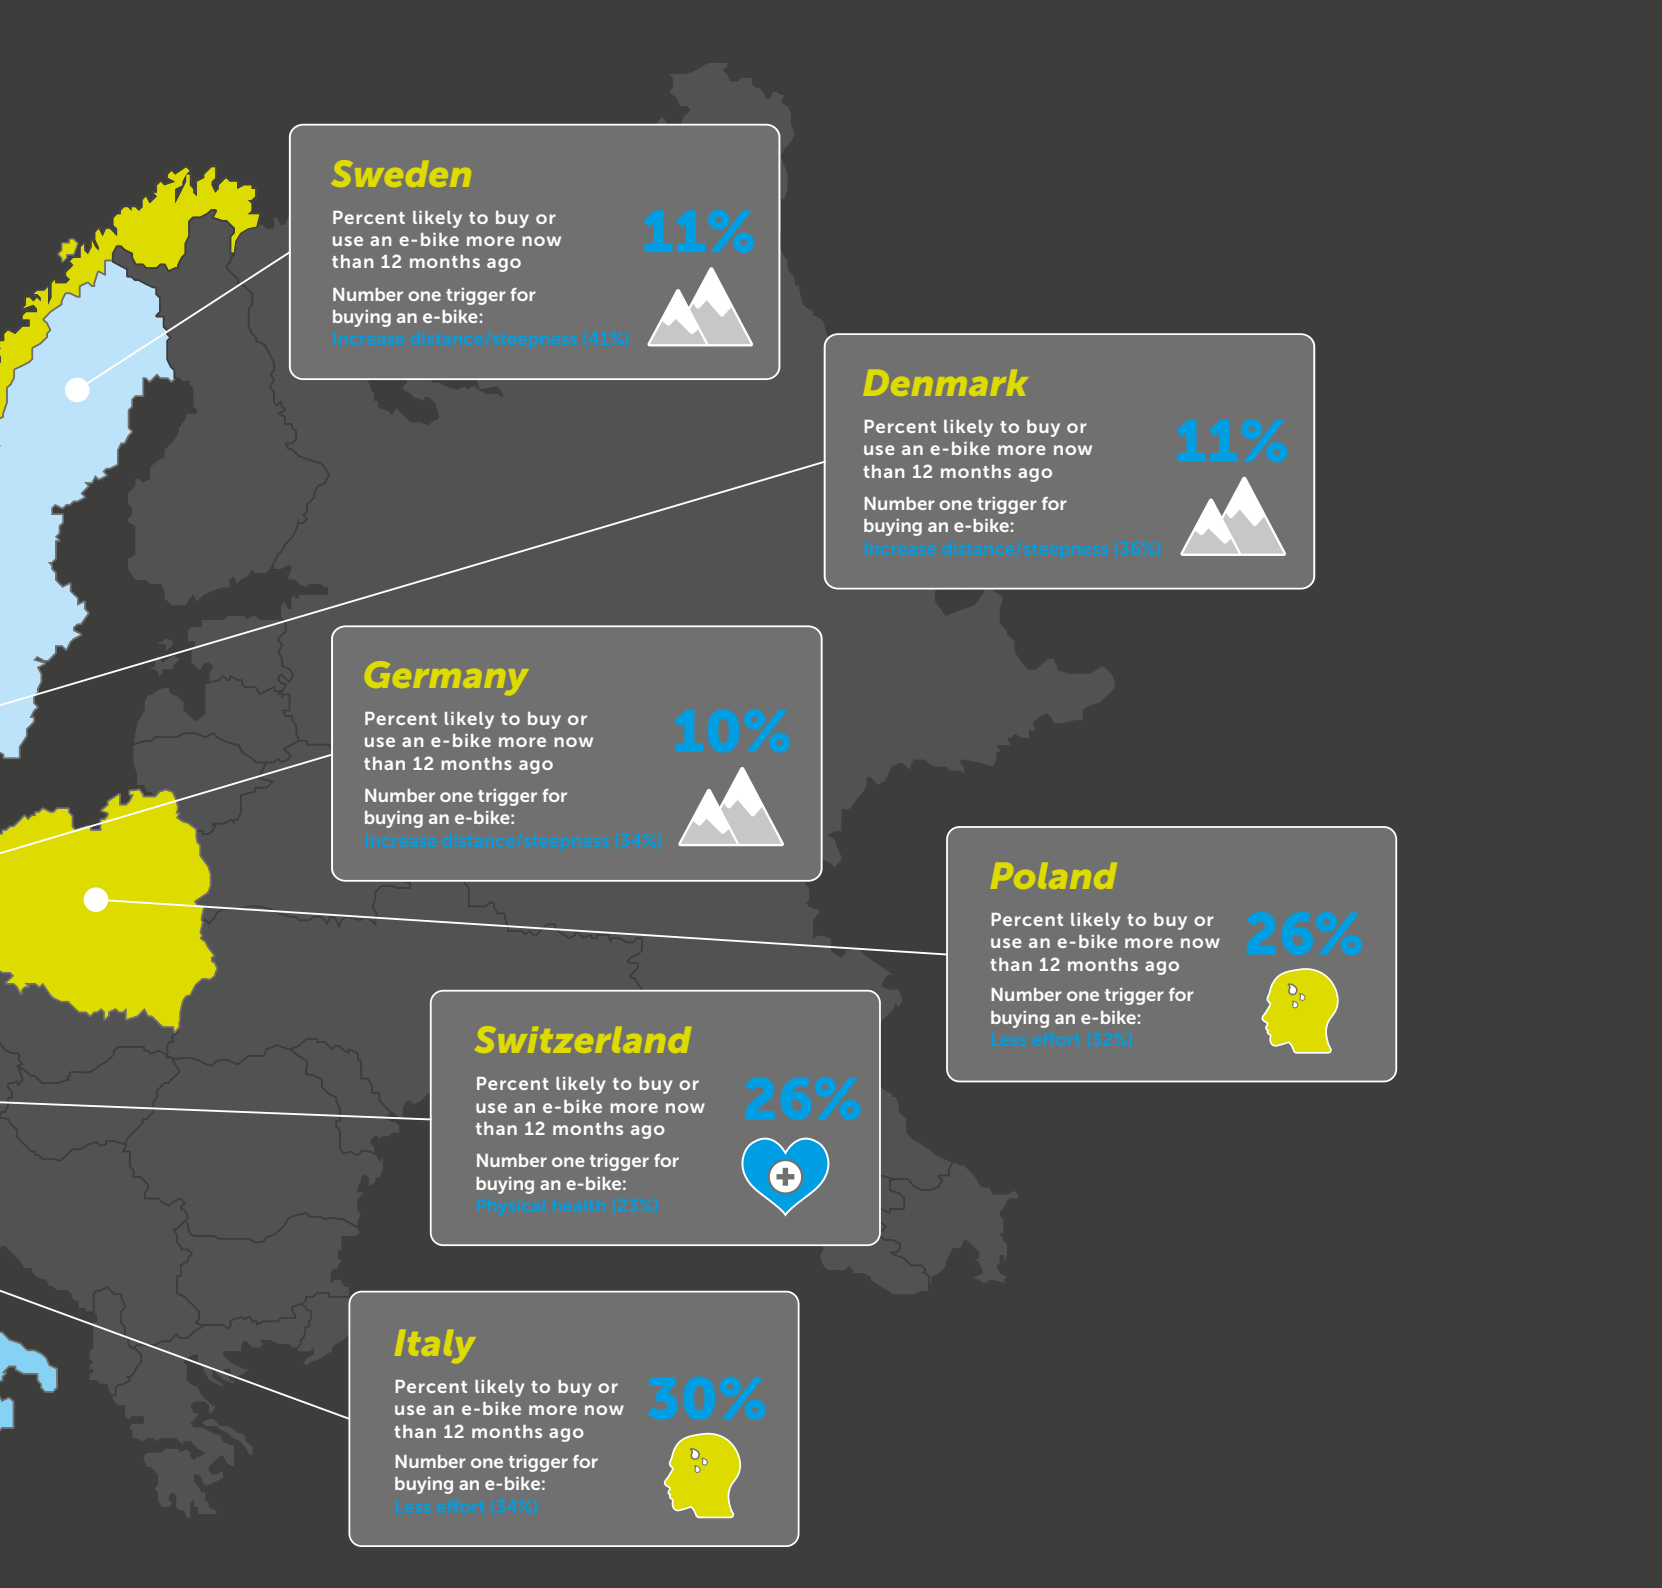 Sweden
Percent likely to buy or
use an e-bike more now
than 12 months ago
11%
Number one trigger for
buying an e-bike:
Increase distance/steepness (41%)
Denmark
Percent likely to buy or
use an e-bike more now
than 12 months ago
11%
Number one trigger for
buying an e-bike:
Increase distance/steepness (36%)
Germany
Percent likely to buy or
use an e-bike more now
than 12 months ago
10%
Number one trigger for
buying an e-bike:
Increase distance/steepness (34%)
Poland
Percent likely to buy or
use an e-bike more now
than 12 months ago
26%
Number one trigger for
buying an e-bike:
Less effort (32%)
Switzerland
Percent likely to buy or
use an e-bike more now
than 12 months ago
26%
Number one trigger for
buying an e-bike:
Physical health (23%)
Italy
Percent likely to buy or
use an e-bike more now
than 12 months ago
30%
Number one trigger for
buying an e-bike:
Less effort (34%)